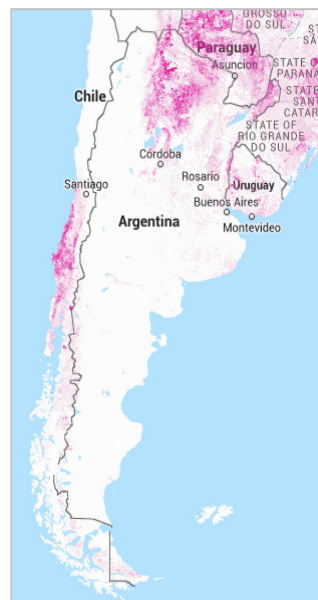 GROSSO
DO SUL
Paraguay
Asuncion
STATE OF
PARANÁ
Chile
STATE
SANTA
CATAR
STATE OF
RIO GRANDE
DO SUL
Córdoba
Santiago
Rosario
Uruguay
Buenos Aires
Argentina
Montevideo